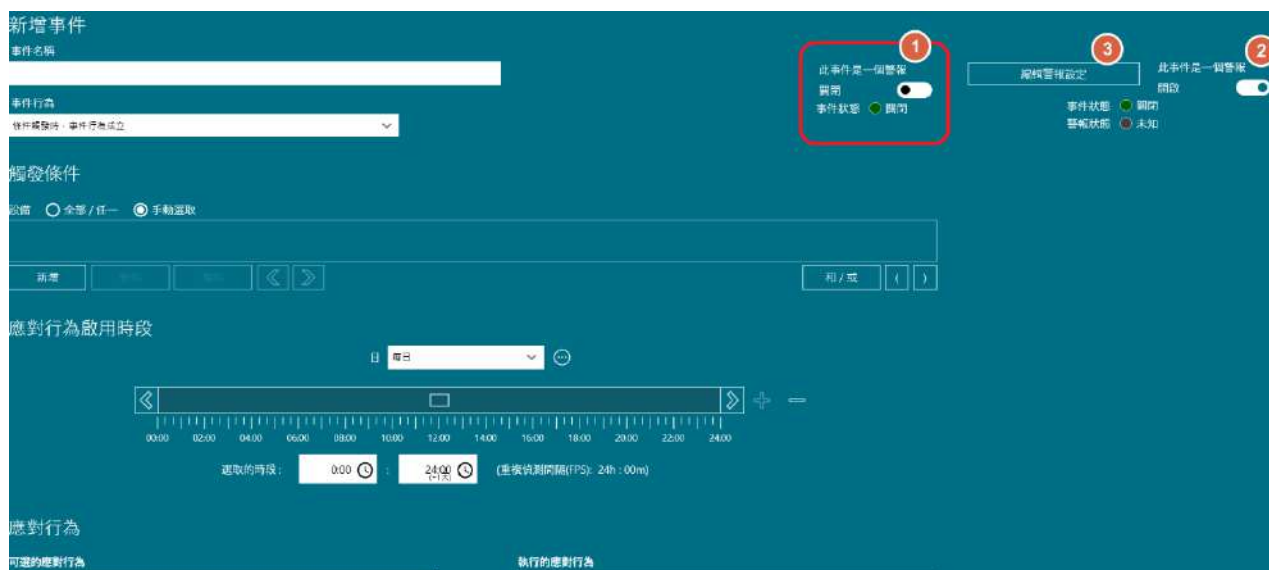 新增事件
事件名稱
1
3
2
此事件是一個警報
編輯警報設定
此事件是一個警報
關閉
開啟
事件狀態 關閉
事件狀態 關閉
警報狀態 未知
事件行為
條件觸發時,事件行為成立
觸發條件
設備 全部 / 任一 手動選取
新增
和 / 或 ( )
應對行為啟用時段
日 每日
00:00 02:00 04:00 06:00 08:00 10:00 12:00 14:00 16:00 18:00 20:00 22:00 24:00
選取的時段: 0:00 : 24:00 (重複偵測間隔(FPS): 24h : 00m)
(+1天)
應對行為
可選的應對行為 執行的應對行為